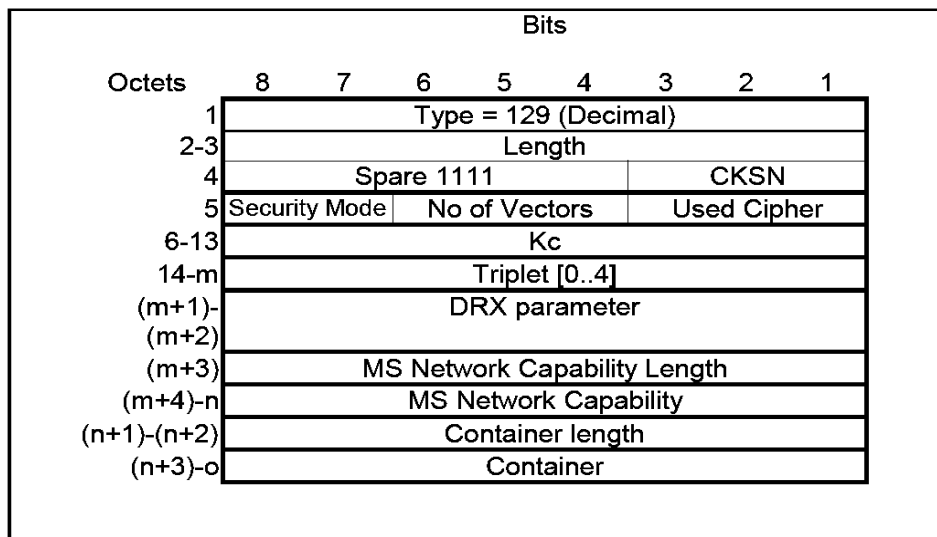 Bits
Octets 8 7 6 5 4 3 2 1
1 Type = 129 (Decimal)
2-3 Length
4 Spare 1111 CKSN
5 Security Mode No of Vectors Used Cipher
6-13 Kc
14-m Triplet [0..4]
(m+1)- DRX parameter
(m+2)
(m+3) MS Network Capability Length
(m+4)-n MS Network Capability
(n+1)-(n+2) Container length
(n+3)-o Container